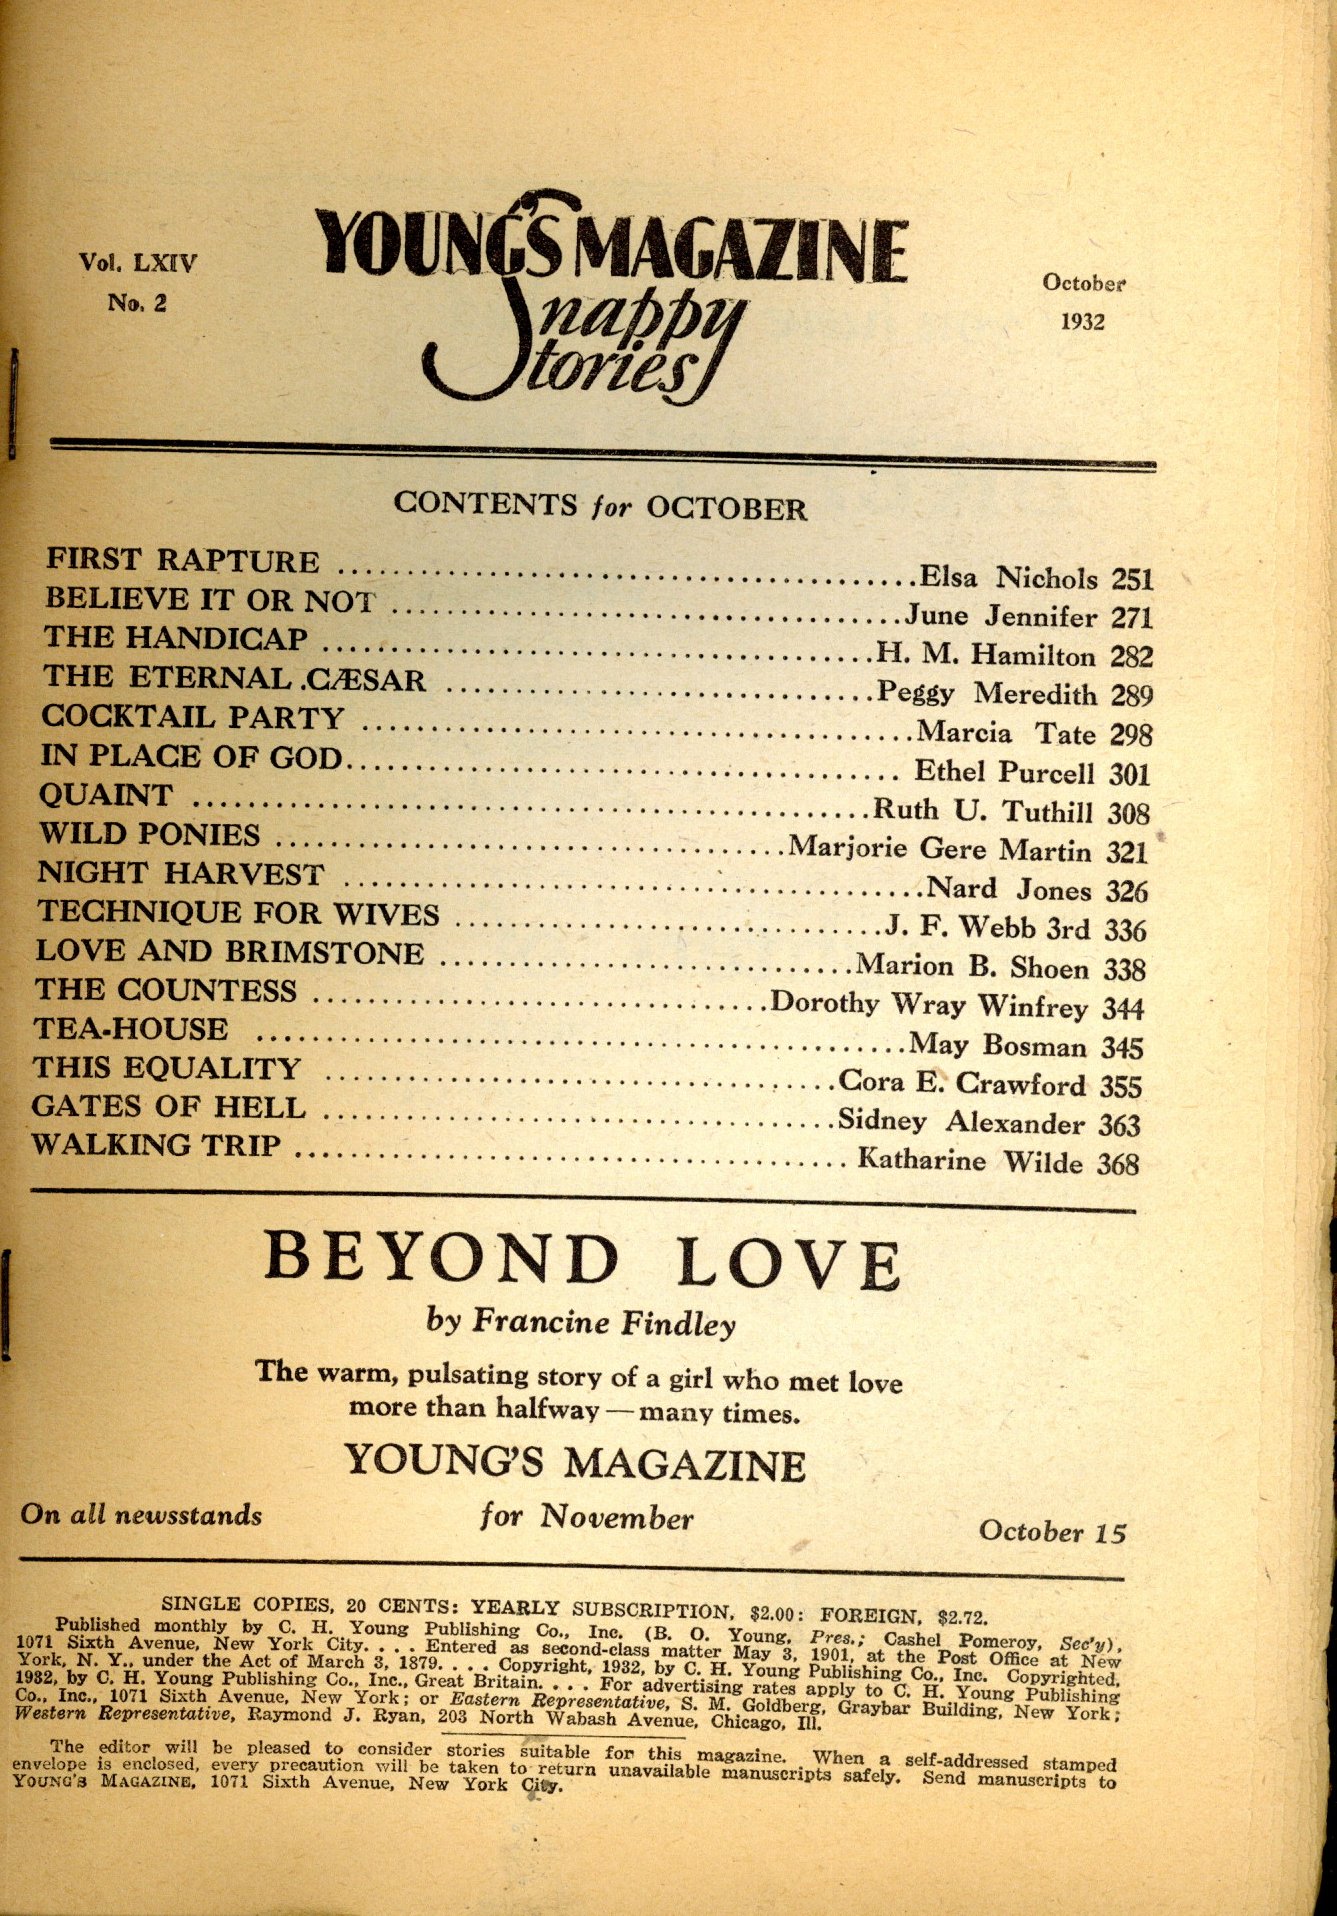 Vol. LXIV
No. 2
YOUNG'S MAGAZINE
Snappy
Stories
October
1932
CONTENTS for OCTOBER
FIRST RAPTURE ........................................Elsa Nichols 251
BELIEVE IT OR NOT ....................................June Jennifer 271
THE HANDICAP ........................................H. M. Hamilton 282
THE ETERNAL CÆSAR ...............................Peggy Meredith 289
COCKTAIL PARTY ........................................Marcia Tate 298
IN PLACE OF GOD........................................ Ethel Purcell 301
QUAINT ................................................Ruth U. Tuthill 308
WILD PONIES .....................................Marjorie Gere Martin 321
NIGHT HARVEST .........................................Nard Jones 326
TECHNIQUE FOR WIVES ...............................J. F. Webb 3rd 336
LOVE AND BRIMSTONE ..............................Marion B. Shoen 338
THE COUNTESS .................................Dorothy Wray Winfrey 344
TEA-HOUSE ..............................................May Bosman 345
THIS EQUALITY .....................................Cora E. Crawford 355
GATES OF HELL .....................................Sidney Alexander 363
WALKING TRIP ........................................ Katharine Wilde 368
BEYOND LOVE
by Francine Findley
The warm, pulsating story of a girl who met love
more than halfway—many times.
YOUNG'S MAGAZINE
On all newsstands for November October 15
SINGLE COPIES, 20 CENTS: YEARLY SUBSCRIPTION, $2.00: FOREIGN, $2.72.
Published monthly by C. H. Young Publishing Co., Inc. (B. O. Young, Pres.; Cashel Pomeroy, Sec'y),
1071 Sixth Avenue, New York City. . . . Entered as second-class matter May 3, 1901, at the Post Office at New
York, N. Y., under the Act of March 3, 1879. . . . Copyright, 1932, by C. H. Young Publishing Co., Inc. Copyrighted,
1932, by C. H. Young Publishing Co., Inc., Great Britain. . . . For advertising rates apply to C. H. Young Publishing
Co., Inc., 1071 Sixth Avenue, New York; or Eastern Representative, S. M. Goldberg, Graybar Building, New York;
Western Representative, Raymond J. Ryan, 203 North Wabash Avenue, Chicago, Ill.
The editor will be pleased to consider stories suitable for this magazine. When a self-addressed stamped
envelope is enclosed, every precaution will be taken to return unavailable manuscripts safely. Send manuscripts to
YOUNG'S MAGAZINE, 1071 Sixth Avenue, New York City.